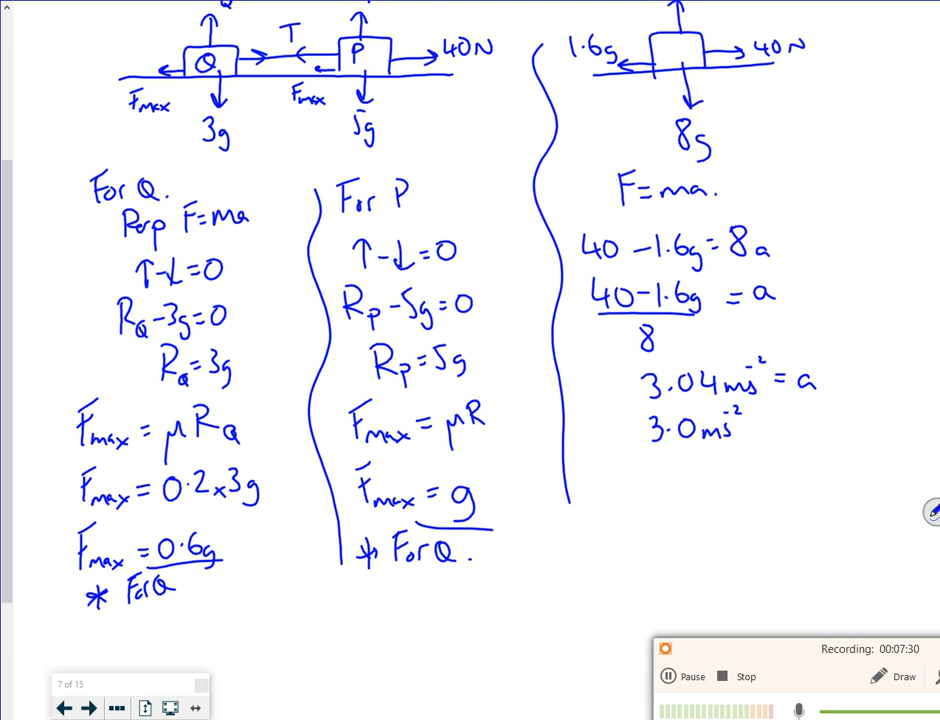 Q
T
40N
P
Fmax
Fmax
3g
5g
For Q.
Perp F=ma
↑-↓=0
RQ-3g=0
RQ=3g
Fmax = μRQ
Fmax = 0.2×3g
Fmax = 0.6g
* For Q
For P
↑-↓=0
Rp-5g=0
Rp=5g
Fmax = μR
Fmax = g
* For Q.
1.6g
40N
8g
F=ma.
40-1.6g=8a
40-1.6g = a
8
3.04ms⁻² = a
3.0ms⁻²
7 of 15
Recording: 00:07:30
Pause
Stop
Draw